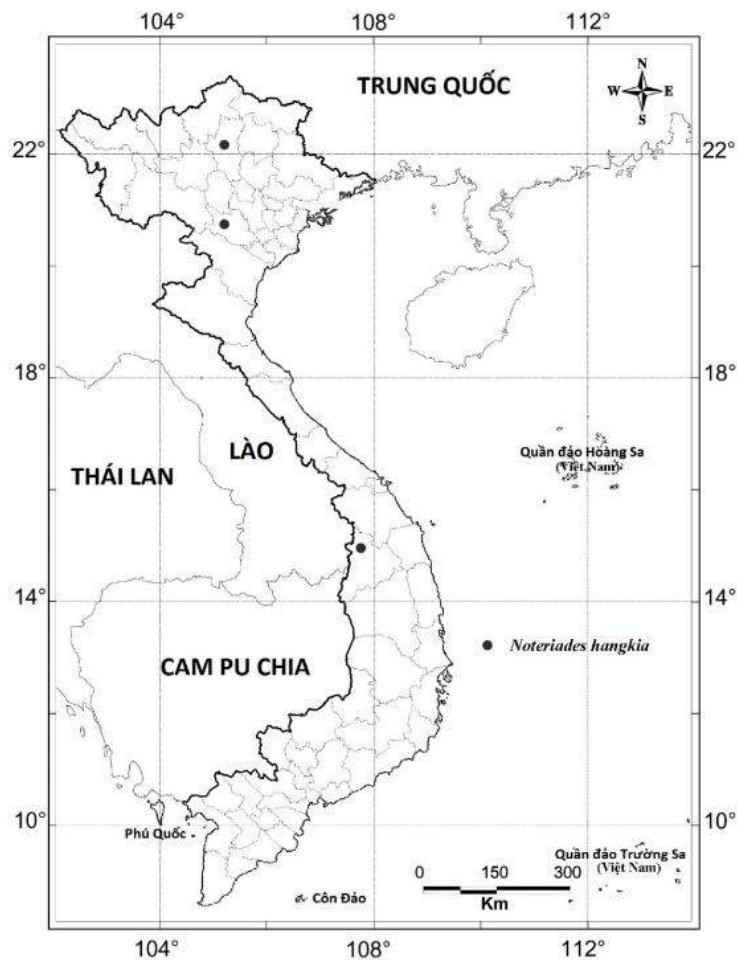 104° 108° 112°
TRUNG QUỐC
N
W E
S
22° 22°
18° 18°
LÀO
Quần đảo Hoàng Sa
(Việt Nam)
THÁI LAN
14° 14°
Noteriades hangkia
CAM PU CHIA
10° 10°
Phú Quốc
Quần đảo Trường Sa
(Việt Nam)
0 150 300
Km
Côn Đảo
104° 108° 112°